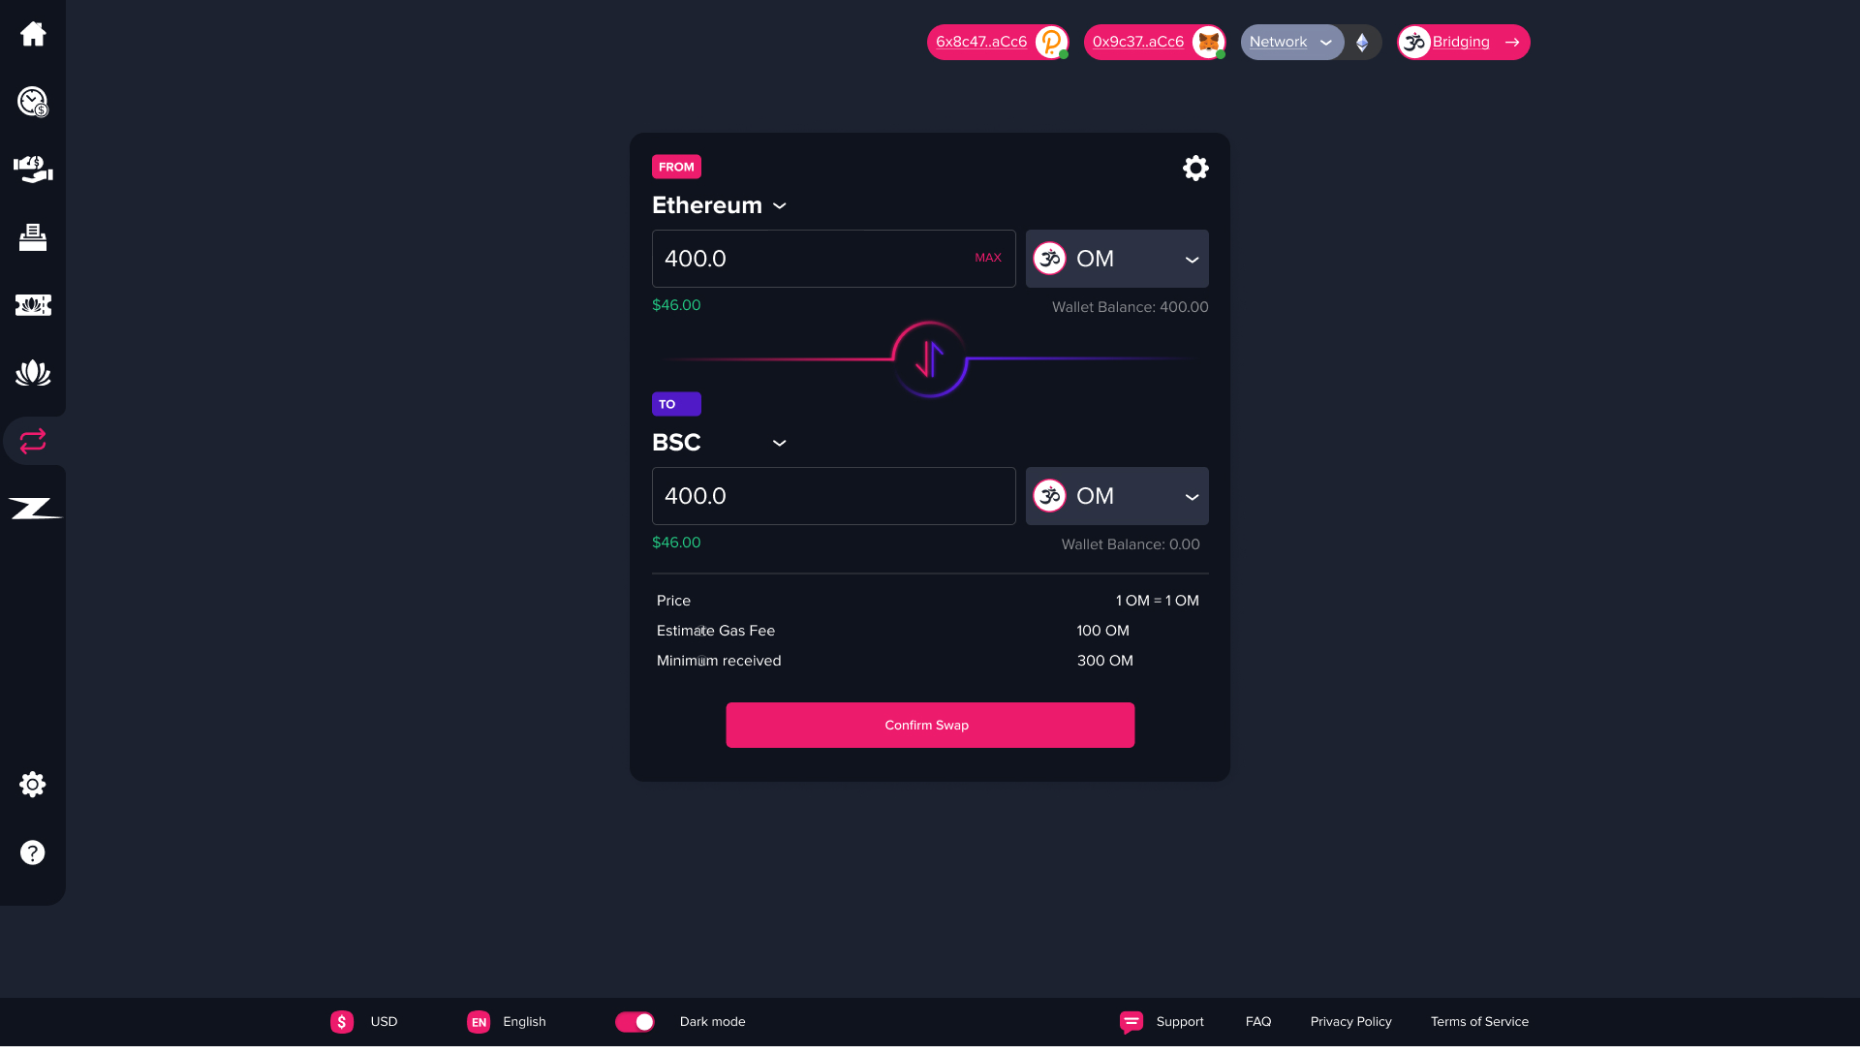 6x8c47..aCc6
0x9c37..aCc6
Network
Bridging
FROM
Ethereum
400.0
MAX
OM
$46.00
Wallet Balance: 400.00
TO
BSC
400.0
OM
$46.00
Wallet Balance: 0.00
Price
1 OM = 1 OM
Estimate Gas Fee
100 OM
Minimum received
300 OM
Confirm Swap
$ USD
EN English
Dark mode
Support
FAQ
Privacy Policy
Terms of Service